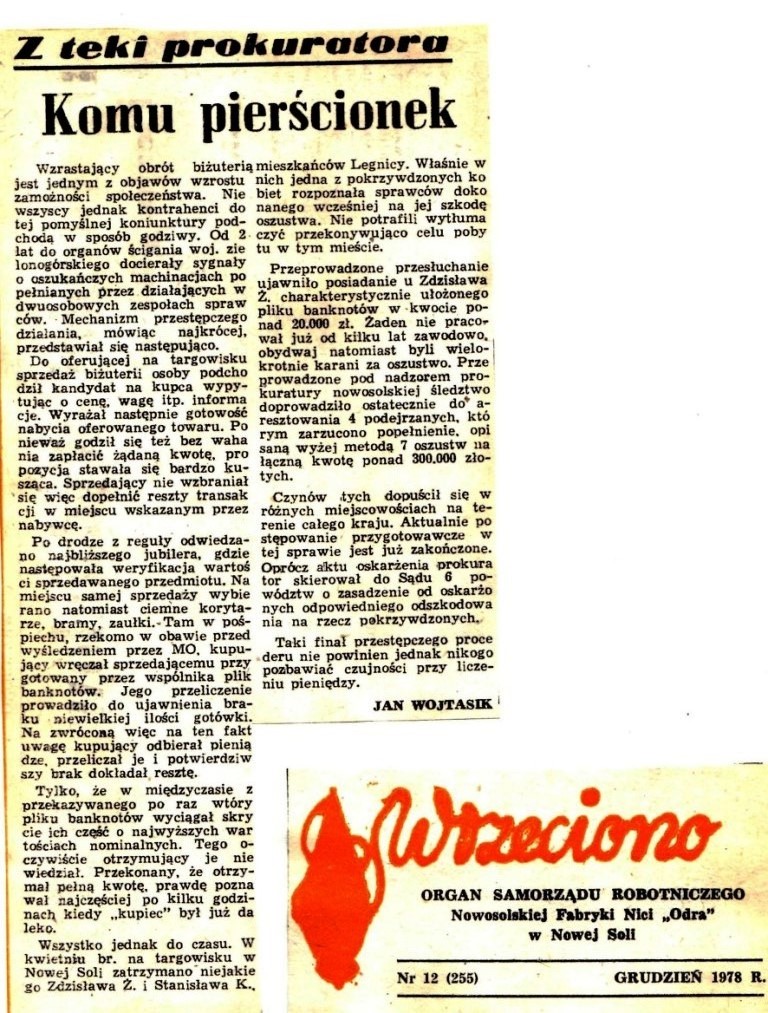 Z teki prokuratora
Komu pierścionek
Wzrastający obrót biżuterią
jest jednym z objawów wzrostu
zamożności społeczeństwa. Nie
wszyscy jednak kontrahenci do
tej pomyślnej koniunktury pod-
chodą w sposób godziwy. Od 2
lat do organów ścigania woj. zie
lonogórskiego docierały sygnały
o oszukańczych machinacjach po
pełnianych przez działających w
dwuosobowych zespołach spraw
ców. Mechanizm przestępczego
działania, mówiąc najkrócej,
przedstawiał się następująco.
Do oferującej na targowisku
sprzedaż biżuterii osoby podcho
dził kandydat na kupca wypy-
tując o cenę, wagę itp. informa
cje. Wyrażał następnie gotowość
nabycia oferowanego towaru. Po
nieważ godził się też bez waha
nia zapłacić żądaną kwotę, pro
pozycja stawała się bardzo ku-
sząca. Sprzedający nie wzbraniał
się więc dopełnić reszty transak
cji w miejscu wskazanym przez
nabywcę.
Po drodze z reguły odwiedza-
no najbliższego jubilera, gdzie
następowała weryfikacja wartoś
ci sprzedawanego przedmiotu. Na
miejscu samej sprzedaży wybie
rano natomiast ciemne koryta-
rze, bramy, zaułki. Tam w poś-
piechu, rzekomo w obawie przed
wyśledzeniem przez MO, kupu-
jący wręczał sprzedającemu przy
gotowany przez wspólnika plik
banknotów. Jego przeliczenie
prowadziło do ujawnienia bra-
ku niewielkiej ilości gotówki.
Na zwróconą więc na ten fakt
uwagę kupujący odbierał pienią
dze, przeliczał je i potwierdziw
szy brak dokładał resztę.
Tylko, że w międzyczasie z
przekazywanego po raz wtóry
pliku banknotów wyciągał skry
cie ich część o najwyższych war
tościach nominalnych. Tego o-
czywiście otrzymujący je nie
wiedział. Przekonany, że otrzy-
mał pełną kwotę, prawdę pozna
wał najczęściej po kilku godzi-
nach kiedy „kupiec” był już da
leko.
Wszystko jednak do czasu. W
kwietniu br. na targowisku w
Nowej Soli zatrzymano niejakie
go Zdzisława Ż. i Stanisława K.,
mieszkańców Legnicy. Właśnie w
nich jedna z pokrzywdzonych ko
biet rozpoznała sprawców doko
nanego wcześniej na jej szkodę
oszustwa. Nie potrafili wytłuma
czyć przekonywująco celu poby
tu w tym mieście.
Przeprowadzone przesłuchanie
ujawniło posiadanie u Zdzisława
Ż. charakterystycznie ułożonego
pliku banknotów w kwocie po-
nad 20.000 zł. Żaden nie praco-
wał już od kilku lat zawodowo,
obydwaj natomiast byli wielo-
krotnie karani za oszustwo. Prze
prowadzone pod nadzorem pro-
kuratury nowosolskiej śledztwo
doprowadziło ostatecznie do a-
resztowania 4 podejrzanych, któ
rym zarzucono popełnienie, opi
saną wyżej metodą 7 oszustw na
łączną kwotę ponad 300.000 zło-
tych.
Czynów tych dopuścił się w
różnych miejscowościach na te-
renie całego kraju. Aktualnie po
stępowanie przygotowawcze w
tej sprawie jest już zakończone.
Oprócz aktu oskarżenia prokura
tor skierował do Sądu 6 po-
wództw o zasadzenie od oskarżo
nych odpowiedniego odszkodowa
nia na rzecz pokrzywdzonych.
Taki finał przestępczego proce
deru nie powinien jednak nikogo
pozbawiać czujności przy licze-
niu pieniędzy.
JAN WOJTASIK
Wrzeciono
ORGAN SAMORZĄDU ROBOTNICZEGO
Nowosolskiej Fabryki Nici „Odra”
w Nowej Soli
Nr 12 (255) GRUDZIEŃ 1978 R.